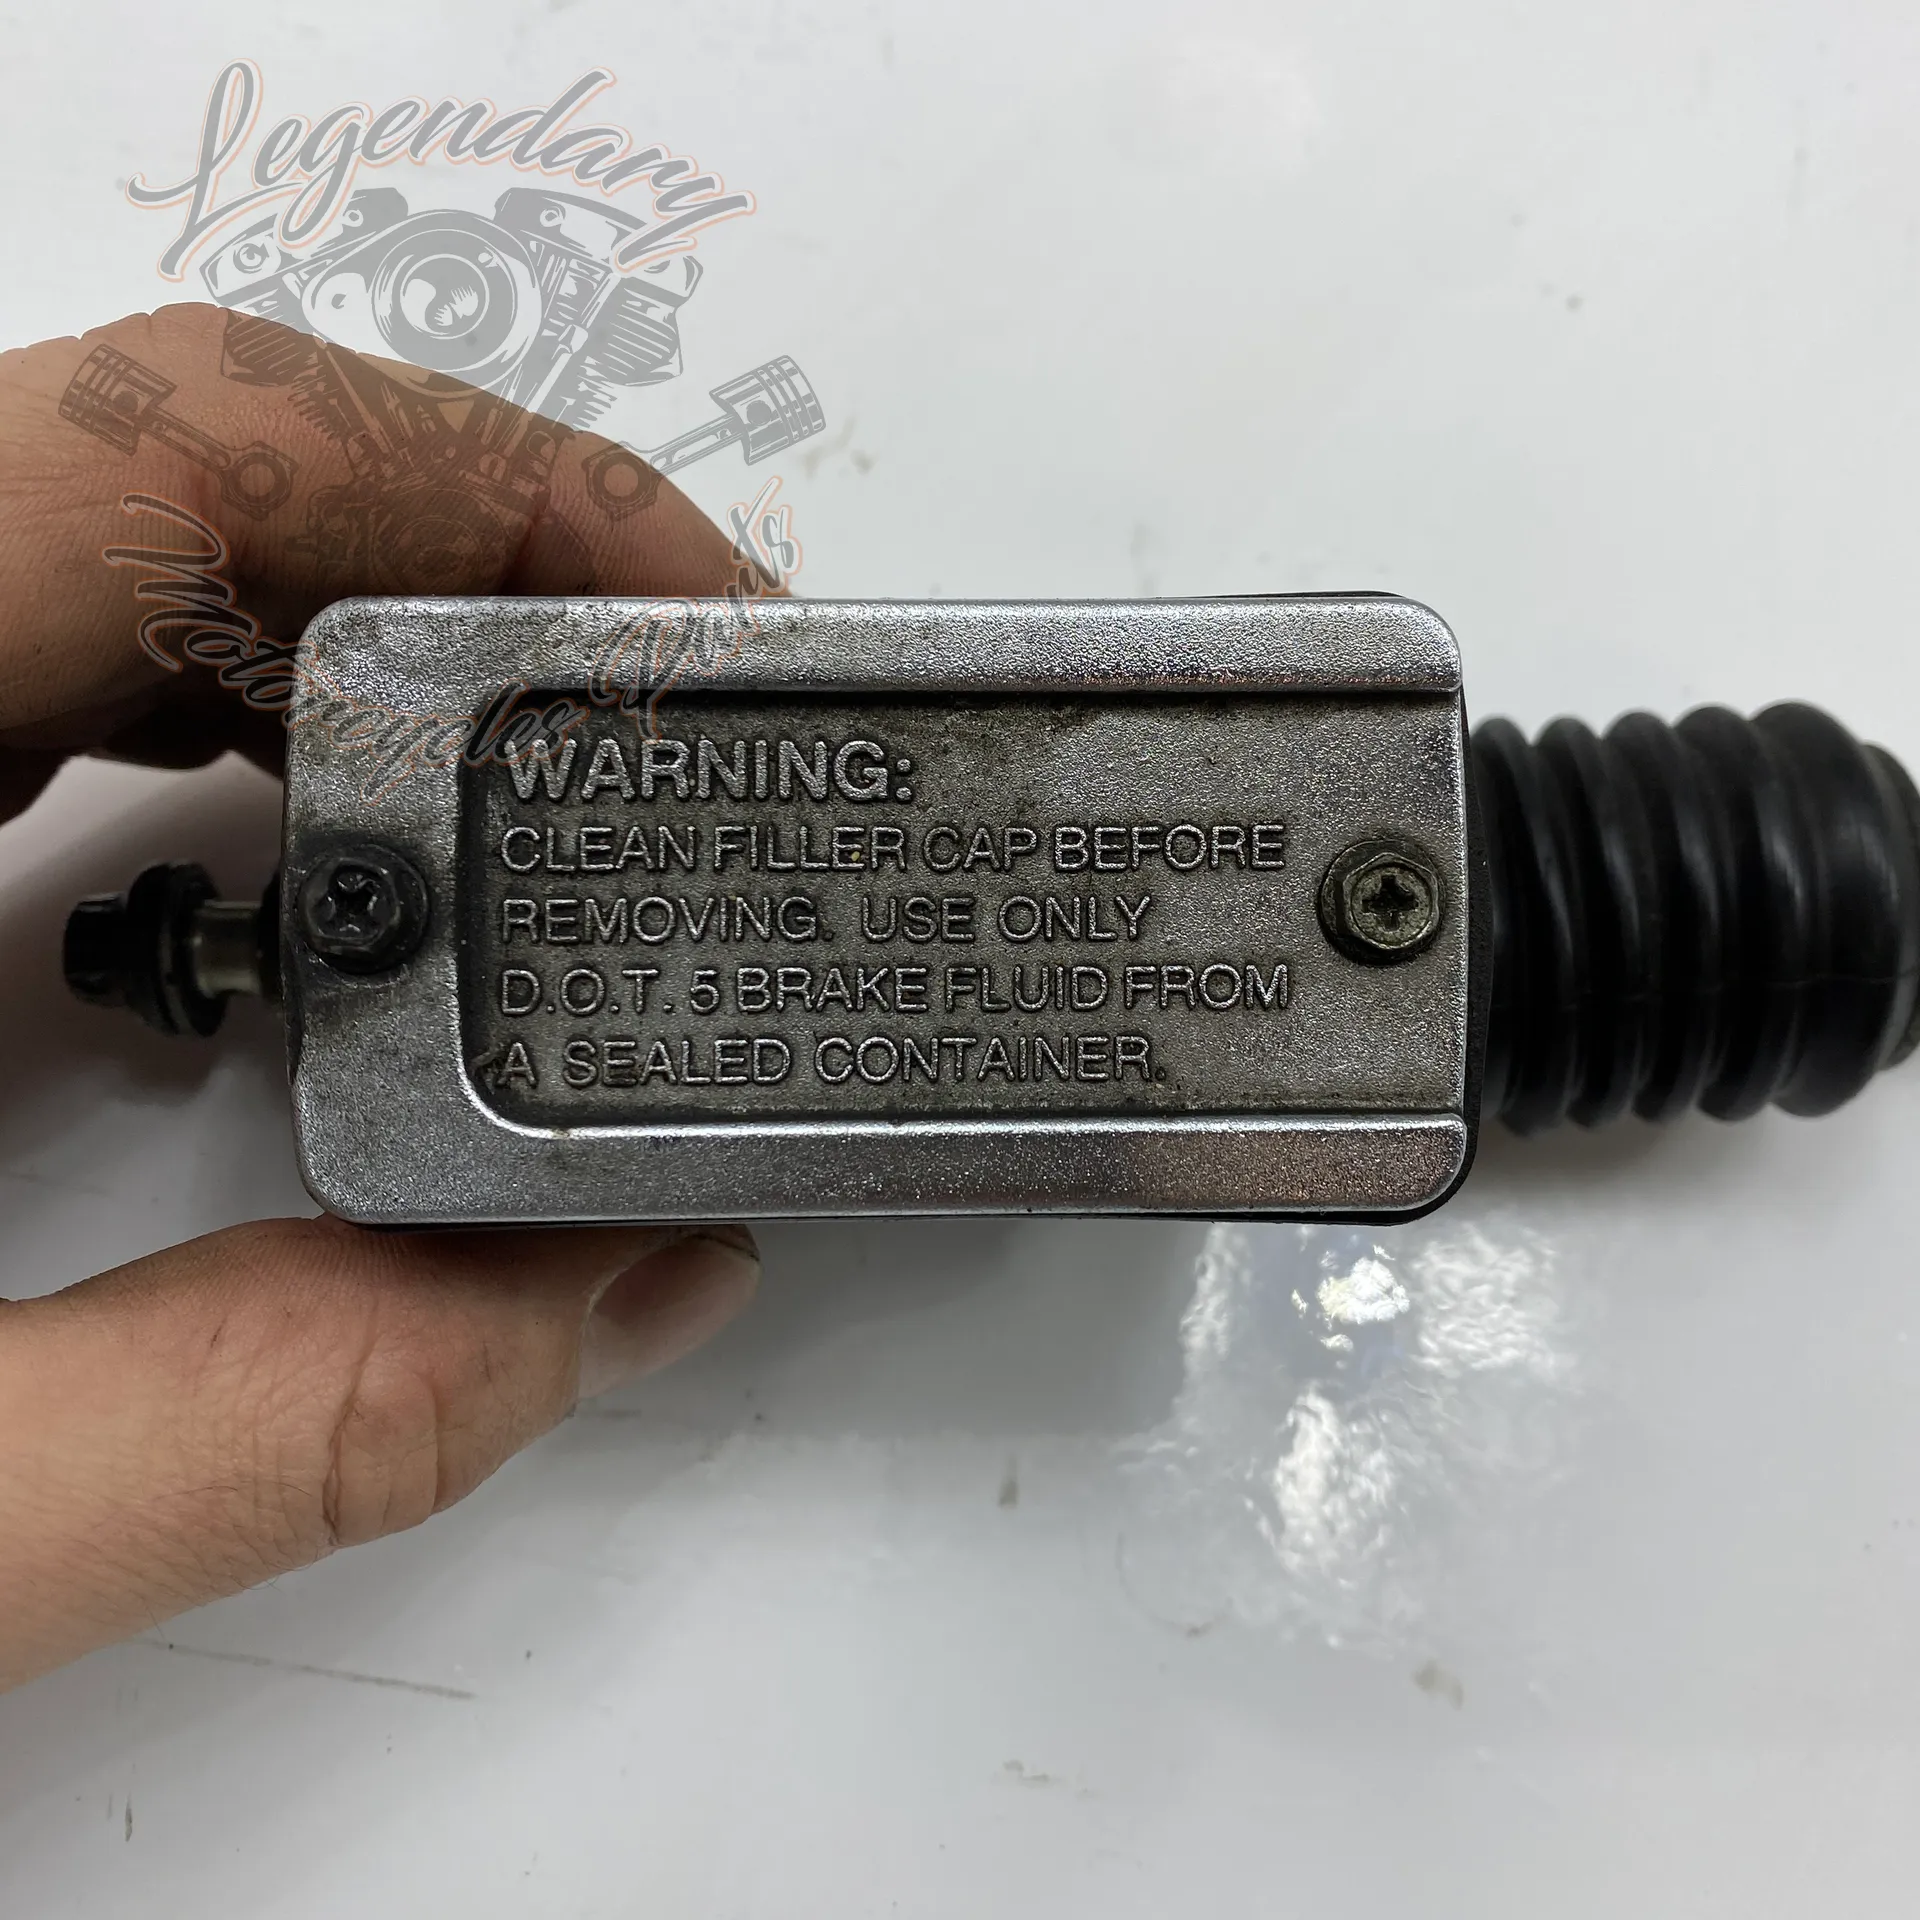 Legendary
Motorcycles Parts
WARNING:
CLEAN FILLER CAP BEFORE
REMOVING. USE ONLY
D.O.T. 5 BRAKE FLUID FROM
A SEALED CONTAINER.